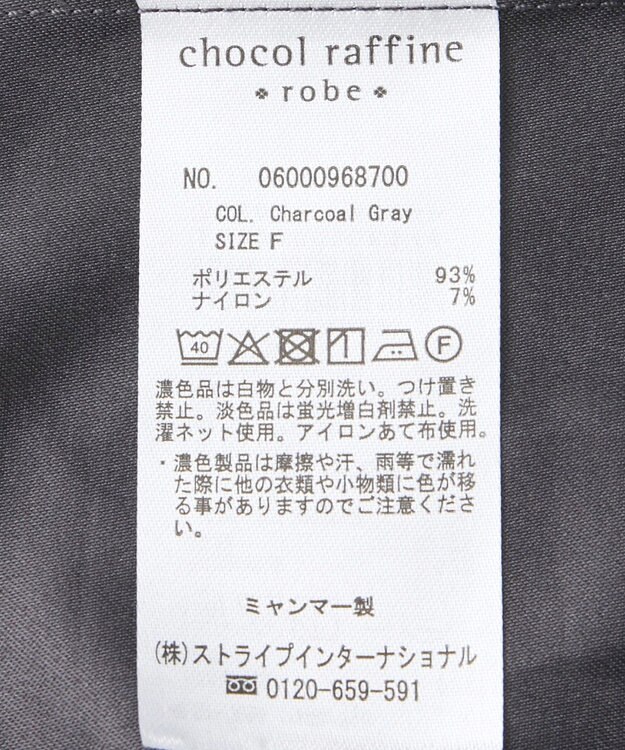 chocol raffine
robe
NO. 06000968700
COL. Charcoal Gray
SIZE F
ポリエステル 93%
ナイロン 7%
40 F
濃色品は白物と分別洗い。つけ置き
禁止。淡色品は蛍光増白剤禁止。洗
濯ネット使用。アイロンあて布使用。
・濃色製品は摩擦や汗、雨等で濡れ
た際に他の衣類や小物類に色が移
る事がありますのでご注意くださ
い。
ミャンマー製
(株)ストライプインターナショナル
0120-659-591